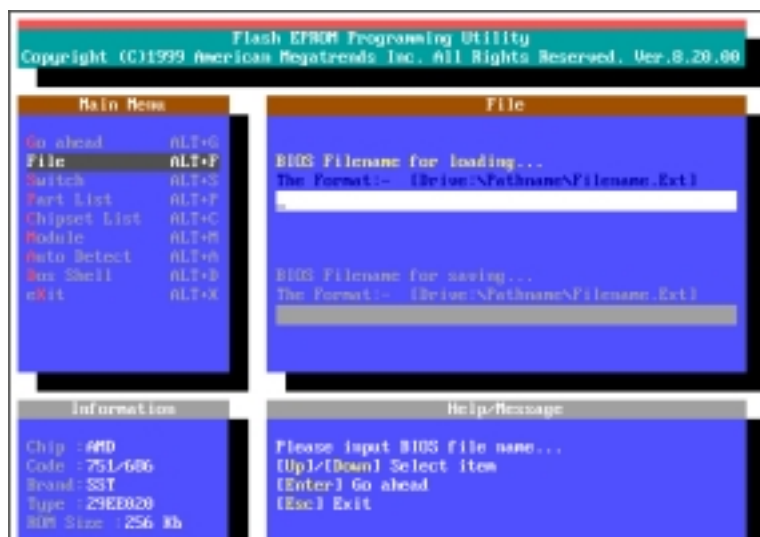 Flash EPROM Programming Utility
Copyright (C)1999 American Megatrends Inc. All Rights Reserved. Ver.8.20.00
Main Menu
Go ahead ALT+G
File ALT+F
Switch ALT+S
Part List ALT+P
Chipset List ALT+C
Module ALT+M
Auto Detect ALT+A
Dos Shell ALT+D
eXit ALT+X
File
BIOS Filename for loading...
The Format:- [Drive:\Pathname\Filename.Ext]
_
BIOS Filename for saving...
The Format:- [Drive:\Pathname\Filename.Ext]
Information
Chip :AMD
Code :751/686
Brand:SST
Type :29EE020
ROM Size :256 Kb
Help/Message
Please input BIOS file name...
[Up]/[Down] Select item
[Enter] Go ahead
[Esc] Exit